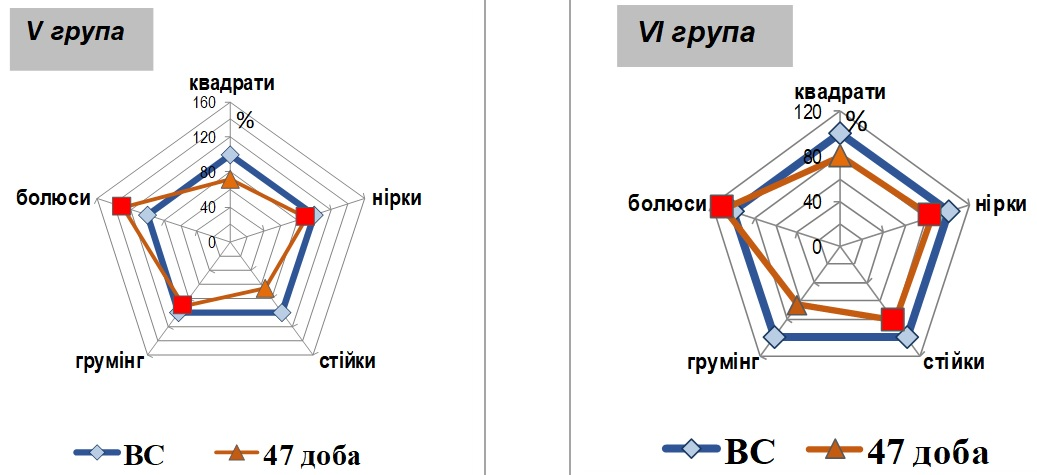 V група
квадрати
160
%
120
80
40
0
болюси
нірки
грумінг
стійки
ВС
47 доба
VI група
квадрати
120
%
80
40
0
болюси
нірки
грумінг
стійки
ВС
47 доба